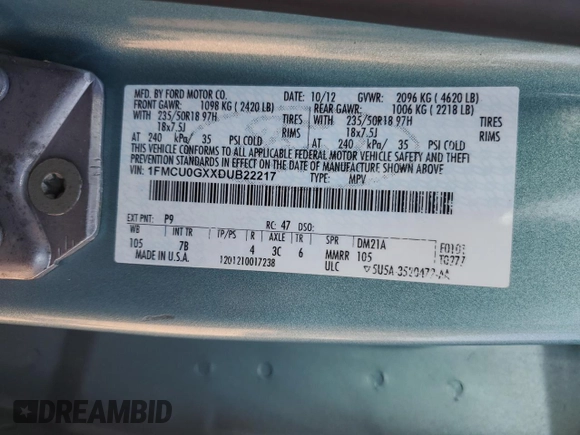 MFD. BY FORD MOTOR CO. DATE: 10/12 GVWR: 2096 KG ( 4620 LB)
FRONT GAWR: 1098 KG ( 2420 LB) REAR GAWR: 1006 KG ( 2218 LB)
WITH 235/50R18 97H TIRES WITH 235/50R18 97H TIRES
18x7.5J RIMS 18x7.5J RIMS
AT 240 kPa/ 35 PSI COLD AT 240 kPa/ 35 PSI COLD
THIS VEHICLE CONFORMS TO ALL APPLICABLE FEDERAL MOTOR VEHICLE SAFETY AND THEFT
PREVENTION STANDARDS IN EFFECT ON THE DATE OF MANUFACTURE SHOWN ABOVE.
VIN: 1FMCU0GXXDUB22217 TYPE: MPV
EXT PNT: P9 RC: 47 DSO:
WB INT TR TP/PS R AXLE TR SPR DM21A
105 7B 4 3C 6 MMRR 105
MADE IN U.S.A. 1201210017238 ULC
DREAMBID